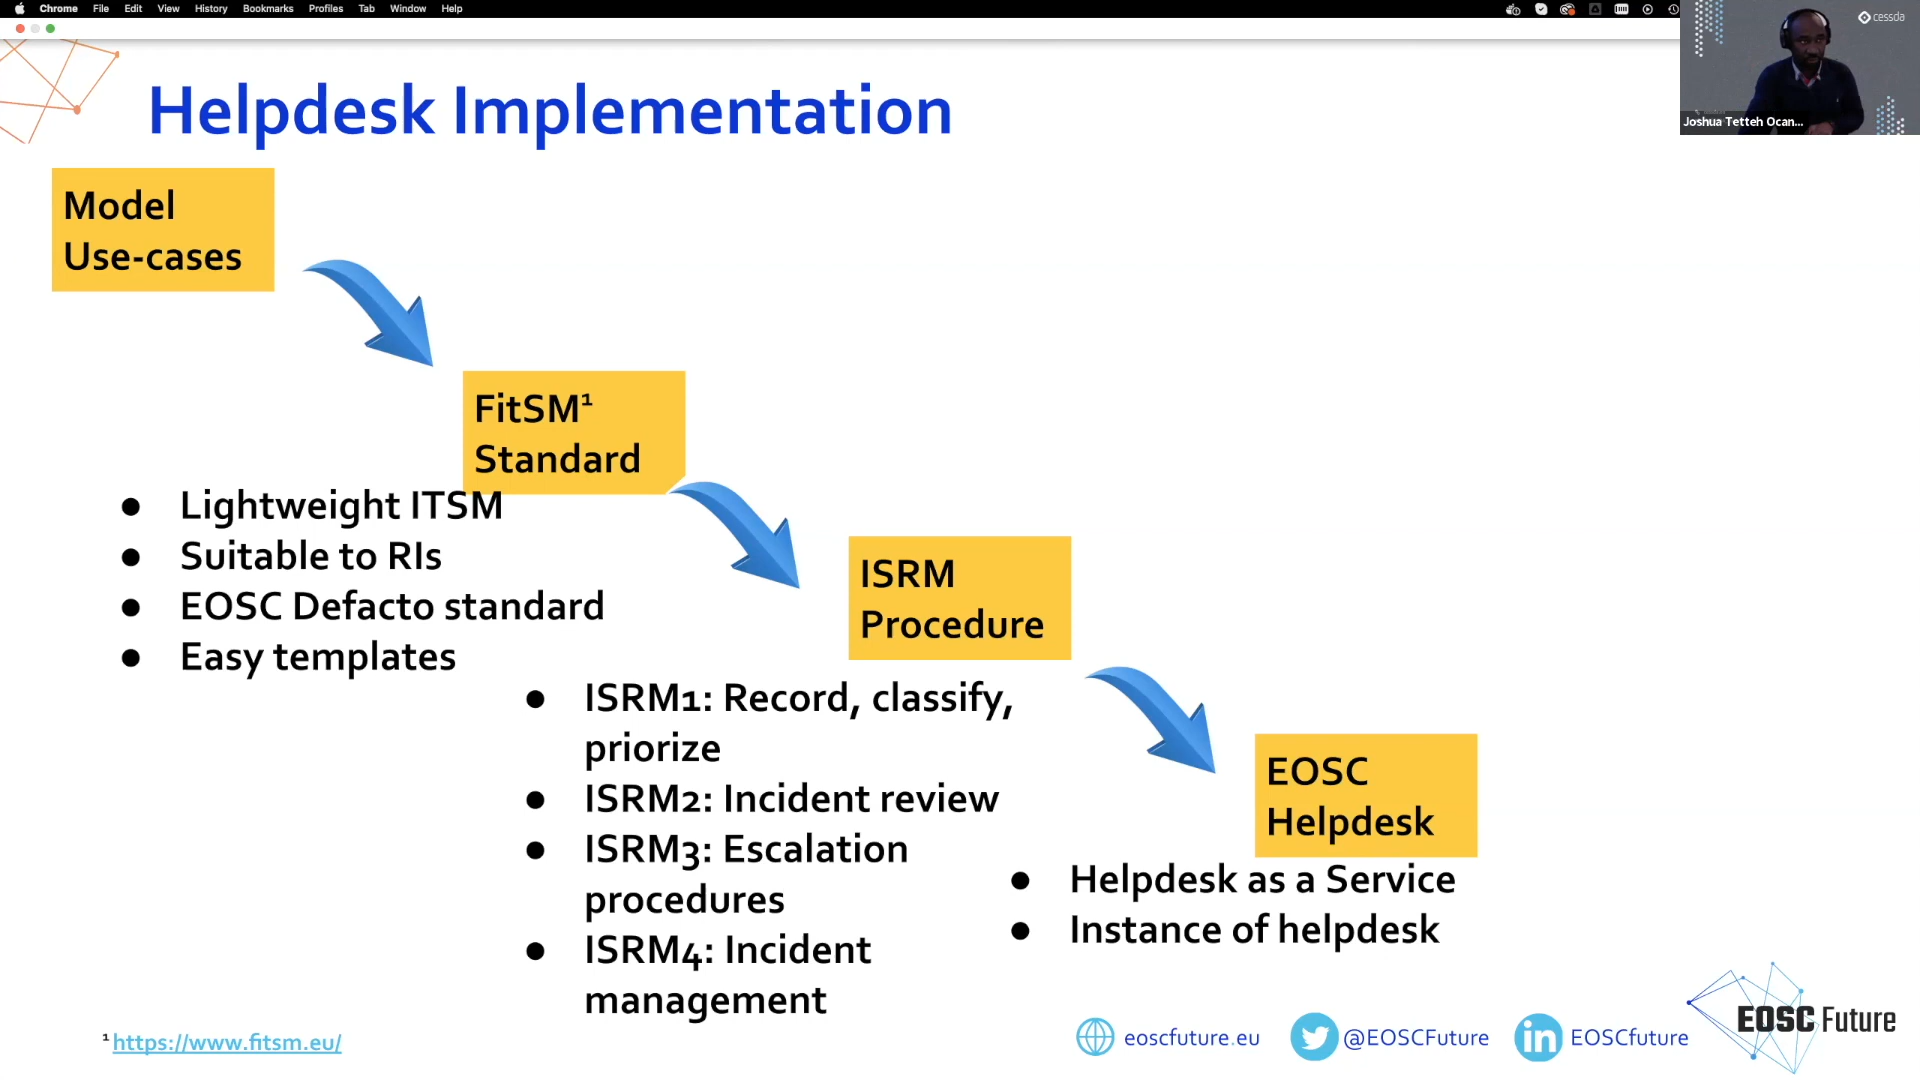 Chrome File Edit View History Bookmarks Profiles Tab Window Help
cessda
Joshua Tetteh Ocan...
Helpdesk Implementation
Model
Use-cases
FitSM¹
Standard
● Lightweight ITSM
● Suitable to RIs
● EOSC Defacto standard
● Easy templates
ISRM
Procedure
● ISRM1: Record, classify,
priorize
● ISRM2: Incident review
● ISRM3: Escalation
procedures
● ISRM4: Incident
management
EOSC
Helpdesk
● Helpdesk as a Service
● Instance of helpdesk
¹ https://www.fitsm.eu/
eoscfuture.eu @EOSCFuture in EOSCfuture
EOSC Future